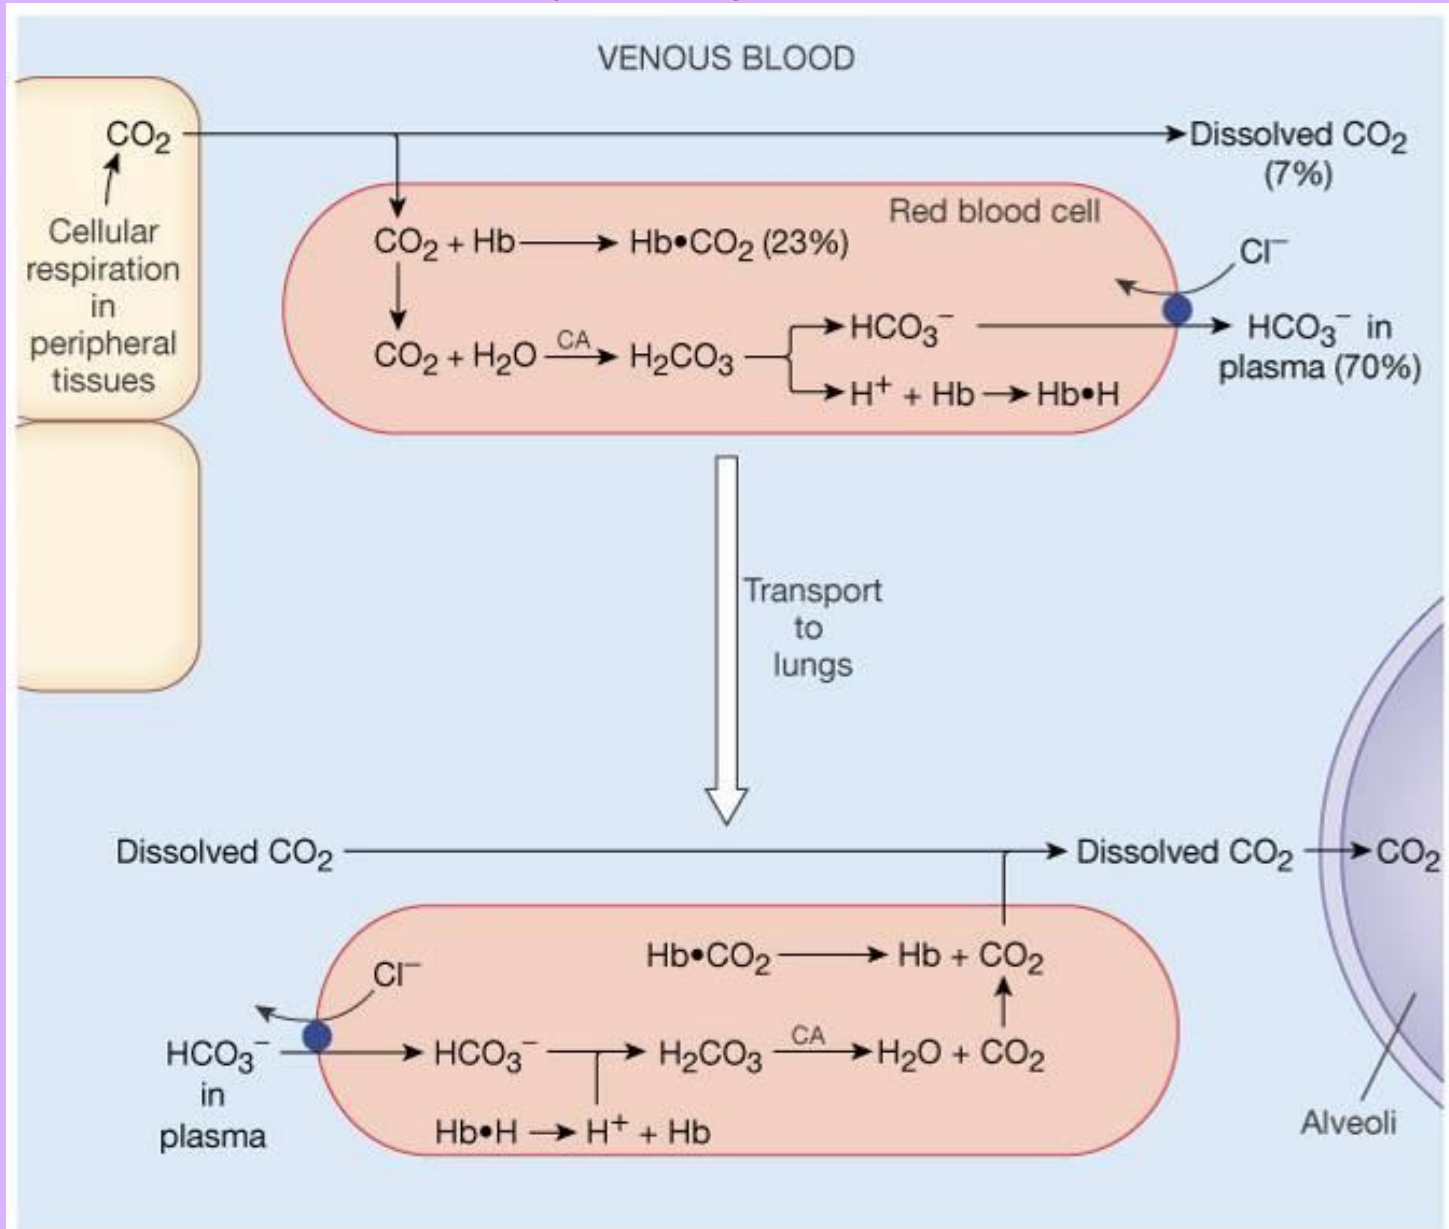 VENOUS BLOOD
CO₂
Dissolved CO₂
(7%)
Cellular
respiration
in
peripheral
tissues
Red blood cell
CO₂ + Hb → Hb•CO₂ (23%)
Cl⁻
CO₂ + H₂O CA → H₂CO₃
HCO₃⁻
H⁺ + Hb → Hb•H
HCO₃⁻ in
plasma (70%)
Transport
to
lungs
Dissolved CO₂
Dissolved CO₂
CO₂
Hb•CO₂ → Hb + CO₂
Cl⁻
HCO₃⁻
in
plasma
HCO₃⁻ → H₂CO₃ CA → H₂O + CO₂
Hb•H → H⁺ + Hb
Alveoli